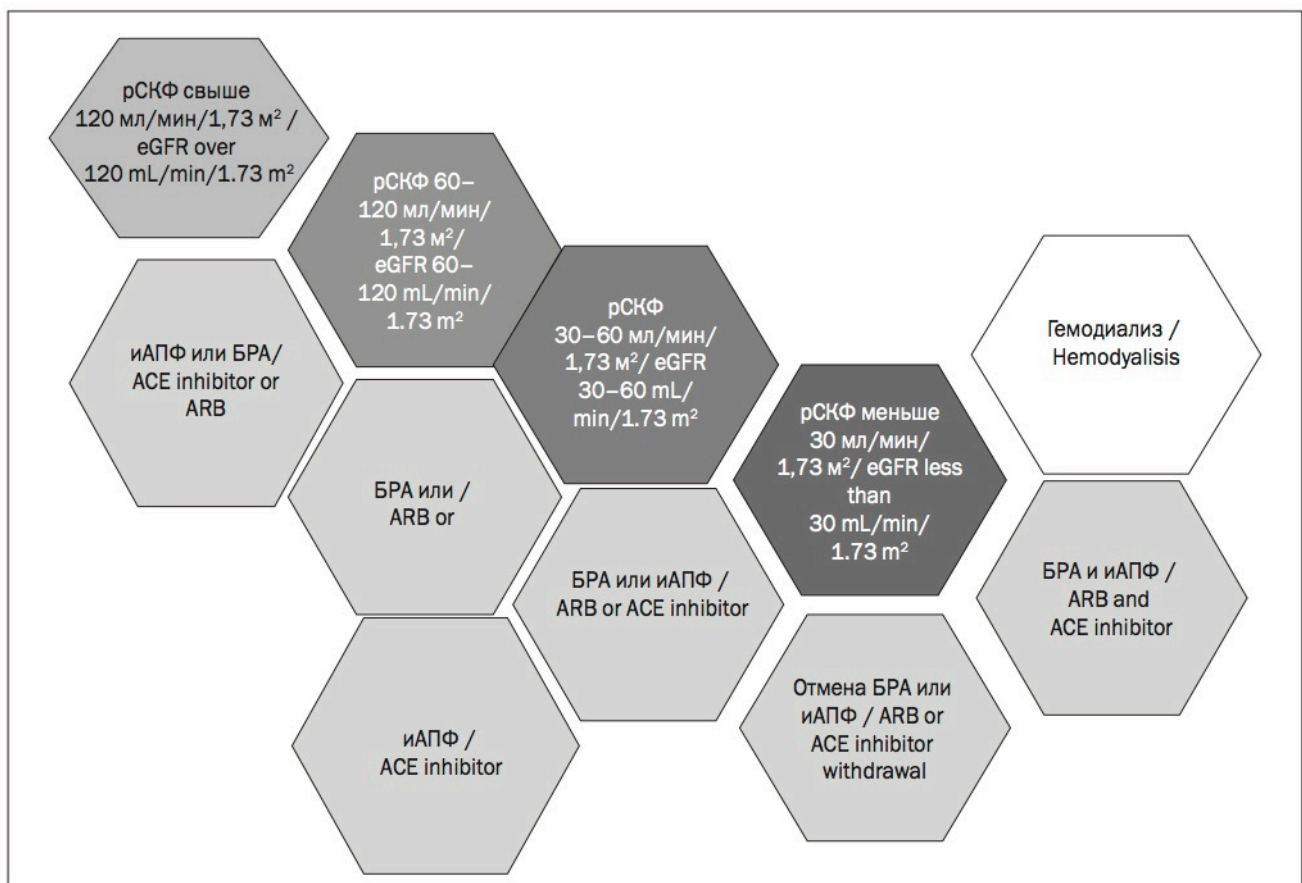 рСКФ свыше
120 мл/мин/1,73 м² /
eGFR over
120 mL/min/1.73 m²
рСКФ 60–
120 мл/мин/
1,73 м²/
eGFR 60–
120 mL/min/
1.73 m²
рСКФ
30–60 мл/мин/
1,73 м²/ eGFR
30–60 mL/
min/1.73 m²
рСКФ меньше
30 мл/мин/
1,73 м²/ eGFR less
than
30 mL/min/
1.73 m²
Гемодиализ /
Hemodyalisis
иАПФ или БРА/
ACE inhibitor or
ARB
БРА или /
ARB or
БРА или иАПФ /
ARB or ACE inhibitor
БРА и иАПФ /
ARB and
ACE inhibitor
иАПФ /
ACE inhibitor
Отмена БРА или
иАПФ / ARB or
ACE inhibitor
withdrawal